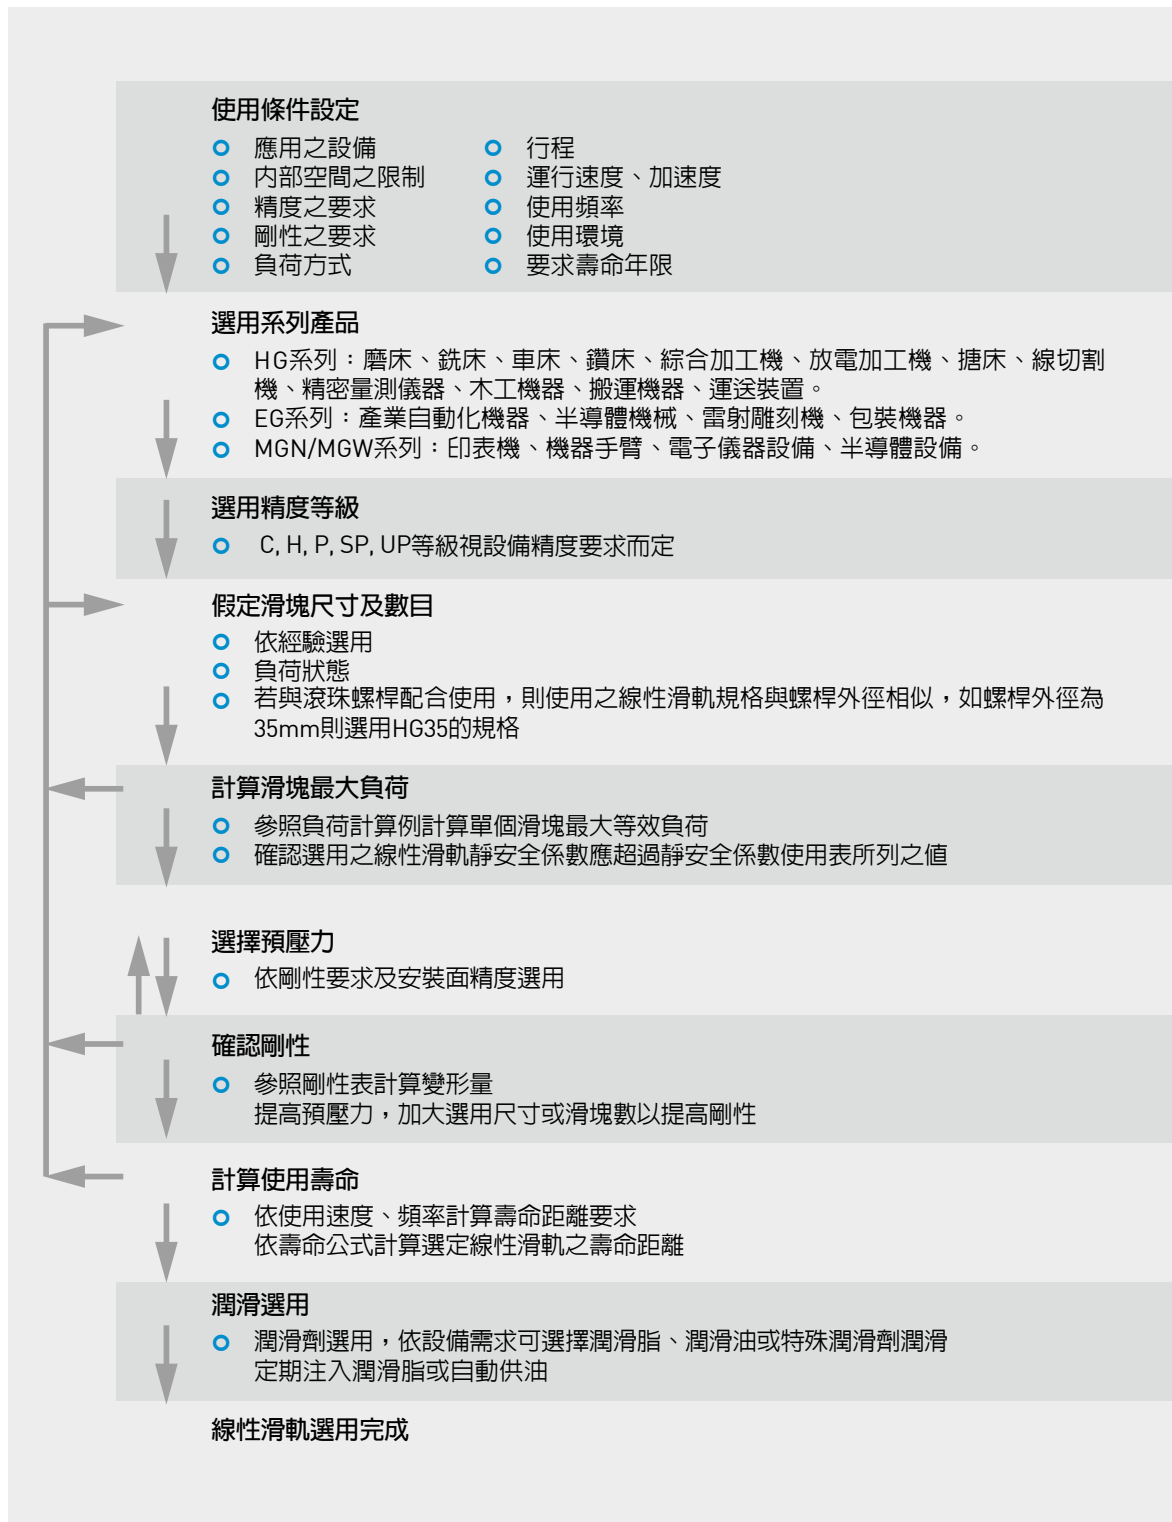 使用條件設定
應用之設備
內部空間之限制
精度之要求
剛性之要求
負荷方式
行程
運行速度、加速度
使用頻率
使用環境
要求壽命年限
選用系列產品
HG系列：磨床、銑床、車床、鑽床、綜合加工機、放電加工機、搪床、線切割
機、精密量測儀器、木工機器、搬運機器、運送裝置。
EG系列：產業自動化機器、半導體機械、雷射雕刻機、包裝機器。
MGN/MGW系列：印表機、機器手臂、電子儀器設備、半導體設備。
選用精度等級
C, H, P, SP, UP等級視設備精度要求而定
假定滑塊尺寸及數目
依經驗選用
負荷狀態
若與滾珠螺桿配合使用，則使用之線性滑軌規格與螺桿外徑相似，如螺桿外徑為
35mm則選用HG35的規格
計算滑塊最大負荷
參照負荷計算例計算單個滑塊最大等效負荷
確認選用之線性滑軌靜安全係數應超過靜安全係數使用表所列之值
選擇預壓力
依剛性要求及安裝面精度選用
確認剛性
參照剛性表計算變形量
提高預壓力，加大選用尺寸或滑塊數以提高剛性
計算使用壽命
依使用速度、頻率計算壽命距離要求
依壽命公式計算選定線性滑軌之壽命距離
潤滑選用
潤滑劑選用，依設備需求可選擇潤滑脂、潤滑油或特殊潤滑劑潤滑
定期注入潤滑脂或自動供油
線性滑軌選用完成